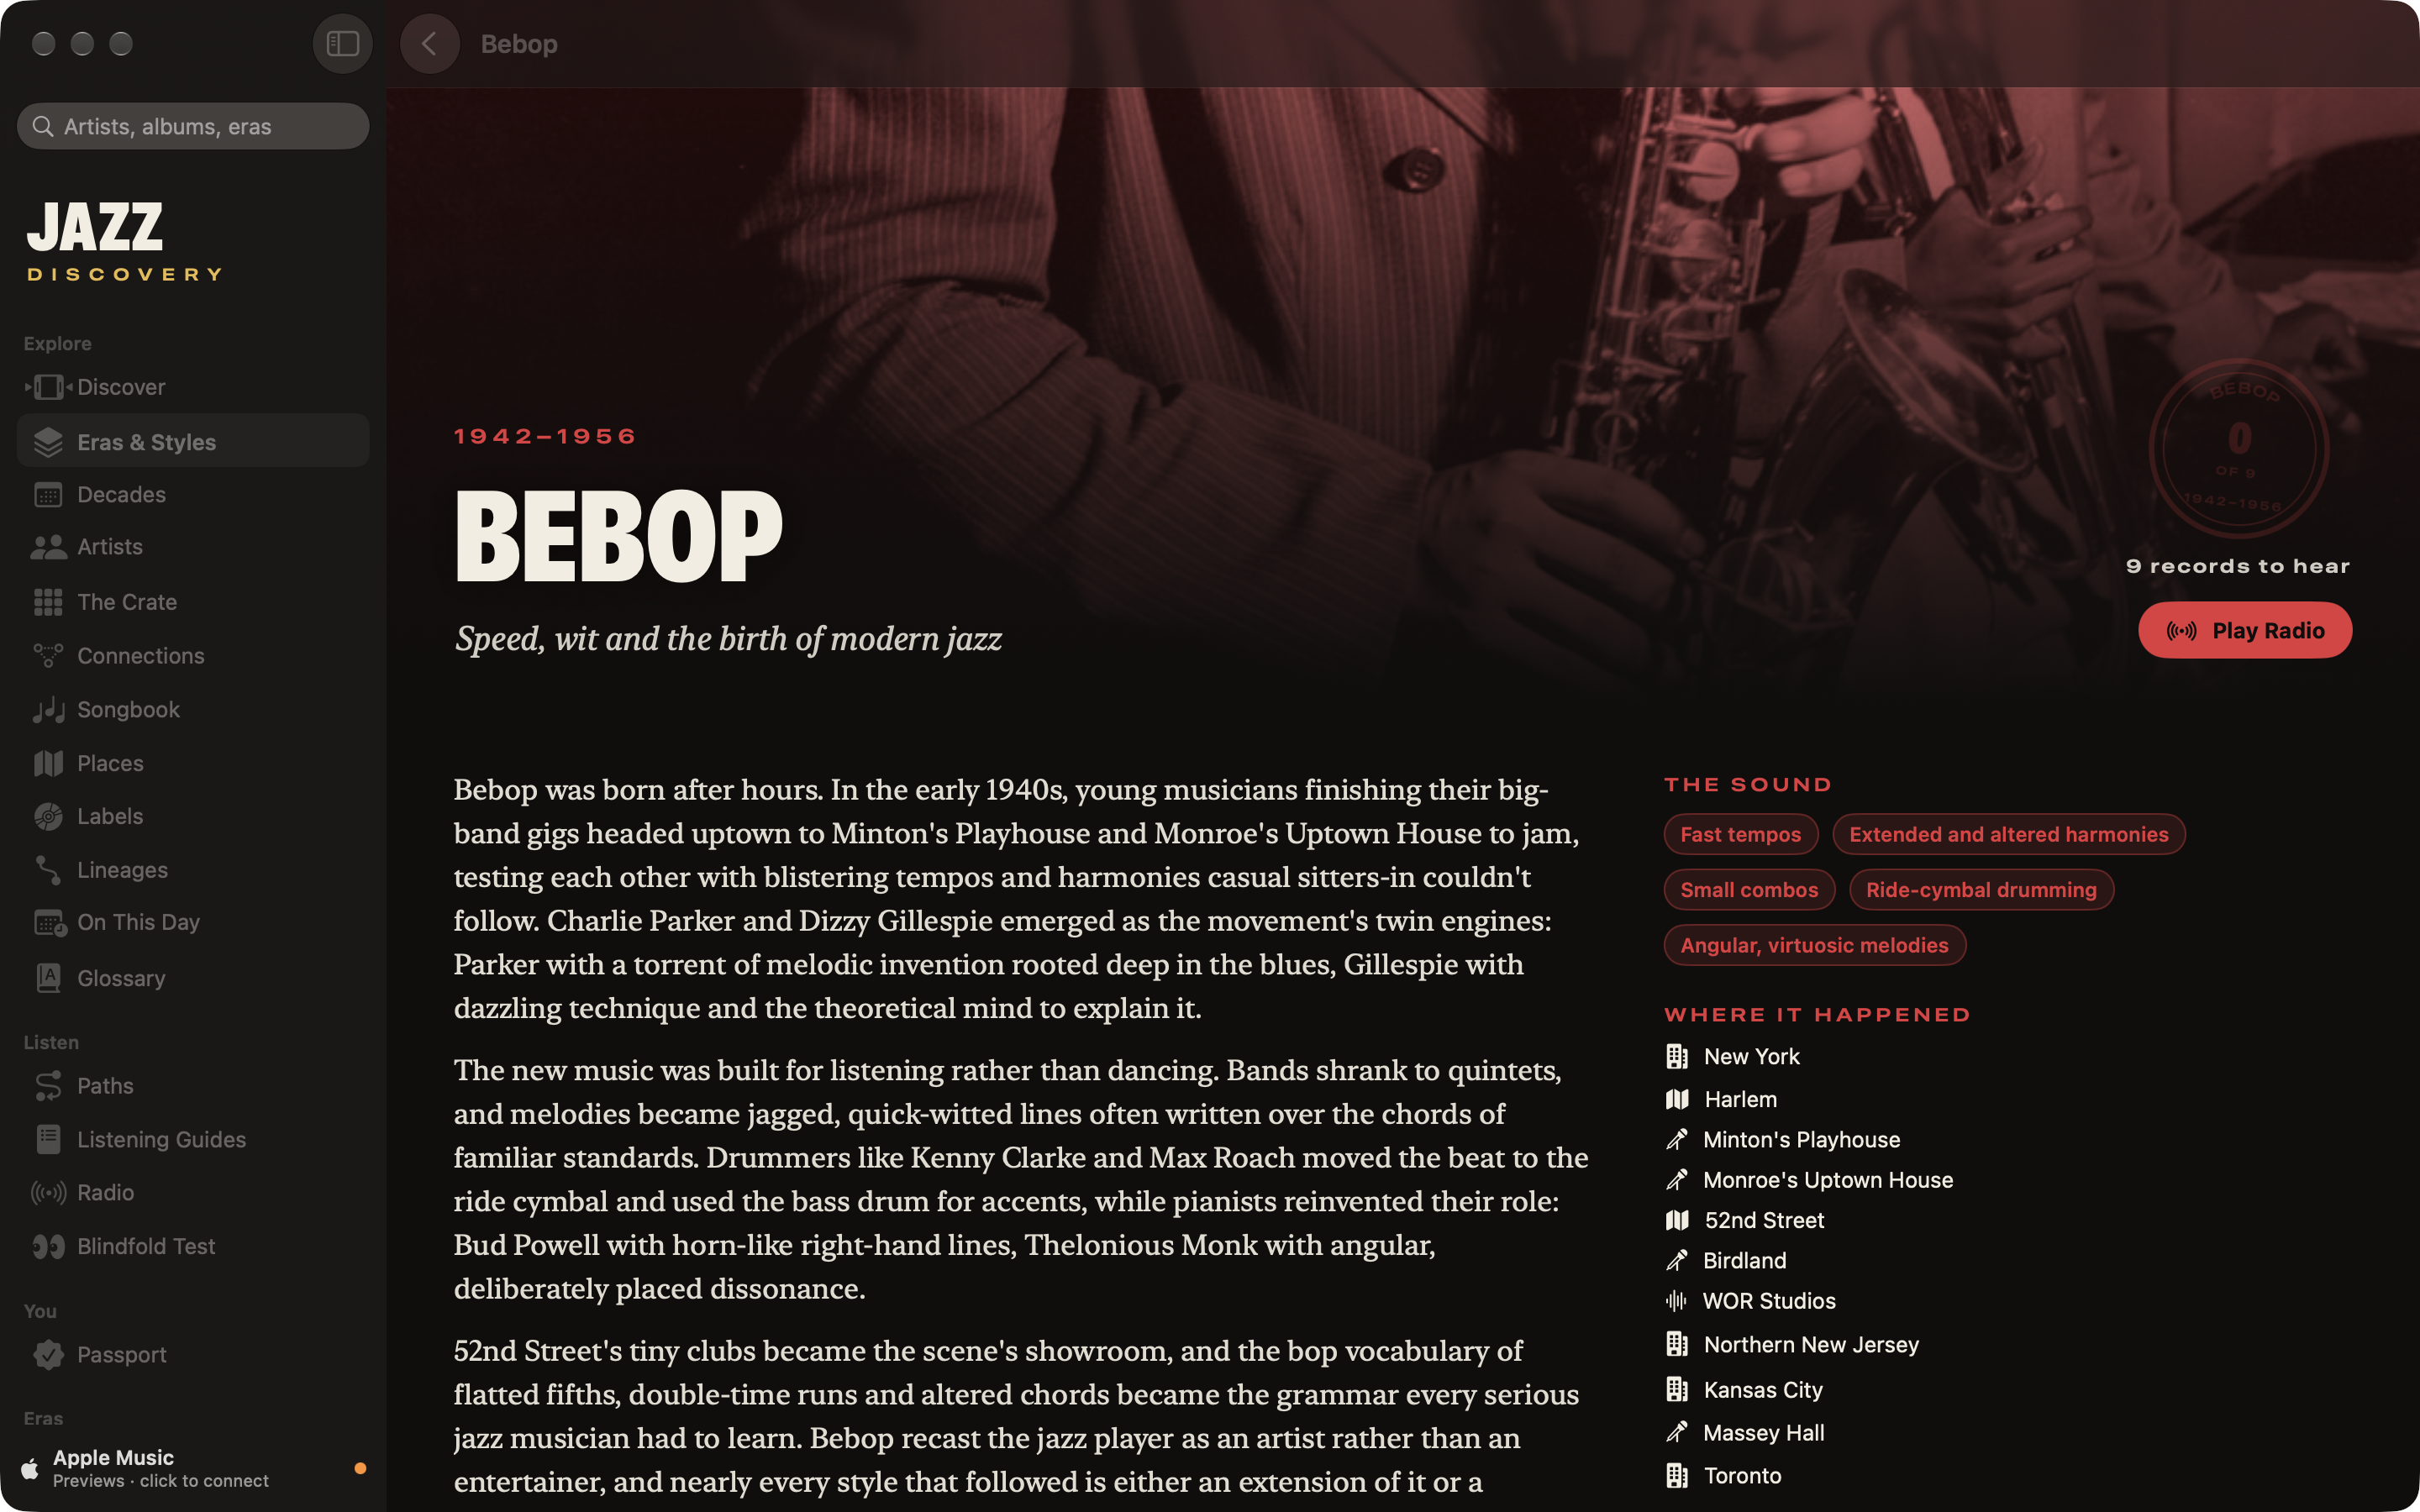 Bebop
Artists, albums, eras
JAZZ
DISCOVERY
Explore
Discover
Eras & Styles
Decades
Artists
The Crate
Connections
Songbook
Places
Labels
Lineages
On This Day
Glossary
Listen
Paths
Listening Guides
Radio
Blindfold Test
You
Passport
Eras
Apple Music
Previews · click to connect
1942–1956
BEBOP
Speed, wit and the birth of modern jazz
BEBOP
0
OF 9
1942–1956
9 records to hear
Play Radio
Bebop was born after hours. In the early 1940s, young musicians finishing their big-
band gigs headed uptown to Minton's Playhouse and Monroe's Uptown House to jam,
testing each other with blistering tempos and harmonies casual sitters-in couldn't
follow. Charlie Parker and Dizzy Gillespie emerged as the movement's twin engines:
Parker with a torrent of melodic invention rooted deep in the blues, Gillespie with
dazzling technique and the theoretical mind to explain it.
The new music was built for listening rather than dancing. Bands shrank to quintets,
and melodies became jagged, quick-witted lines often written over the chords of
familiar standards. Drummers like Kenny Clarke and Max Roach moved the beat to the
ride cymbal and used the bass drum for accents, while pianists reinvented their role:
Bud Powell with horn-like right-hand lines, Thelonious Monk with angular,
deliberately placed dissonance.
52nd Street's tiny clubs became the scene's showroom, and the bop vocabulary of
flatted fifths, double-time runs and altered chords became the grammar every serious
jazz musician had to learn. Bebop recast the jazz player as an artist rather than an
entertainer, and nearly every style that followed is either an extension of it or a
THE SOUND
Fast tempos
Extended and altered harmonies
Small combos
Ride-cymbal drumming
Angular, virtuosic melodies
WHERE IT HAPPENED
New York
Harlem
Minton's Playhouse
Monroe's Uptown House
52nd Street
Birdland
WOR Studios
Northern New Jersey
Kansas City
Massey Hall
Toronto